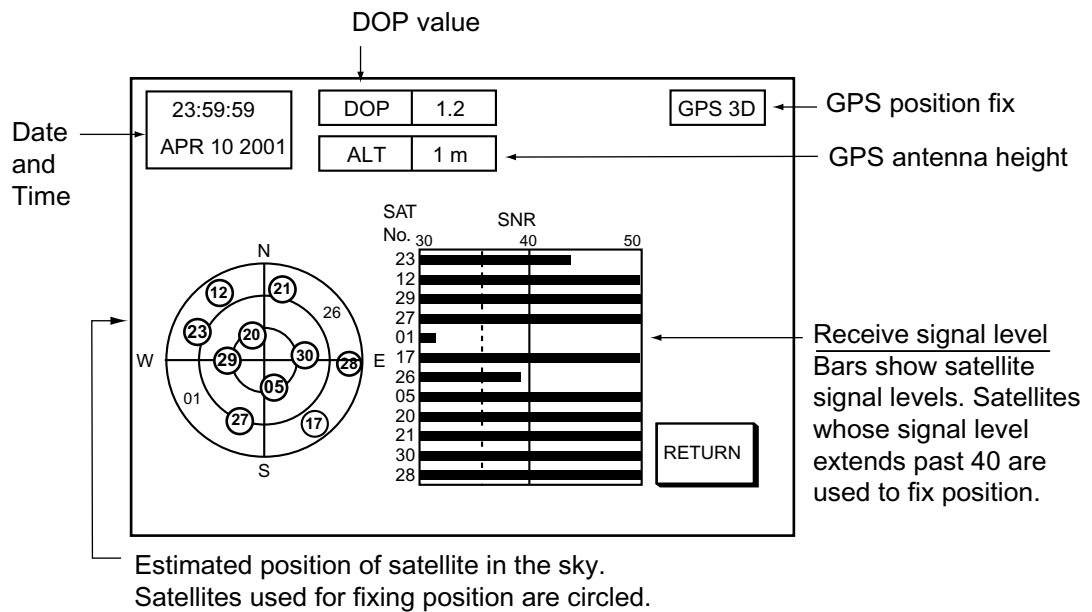 DOP value
23:59:59
APR 10 2001
DOP 1.2
ALT 1 m
GPS 3D
GPS position fix
GPS antenna height
Date
and
Time
SAT
No.
SNR
30 40 50
23
12
29
27
01
17
26
05
20
21
30
28
N
12
21
26
23
20
W
29
30
28
E
05
01
27
17
S
RETURN
Receive signal level
Bars show satellite
signal levels. Satellites
whose signal level
extends past 40 are
used to fix position.
Estimated position of satellite in the sky.
Satellites used for fixing position are circled.